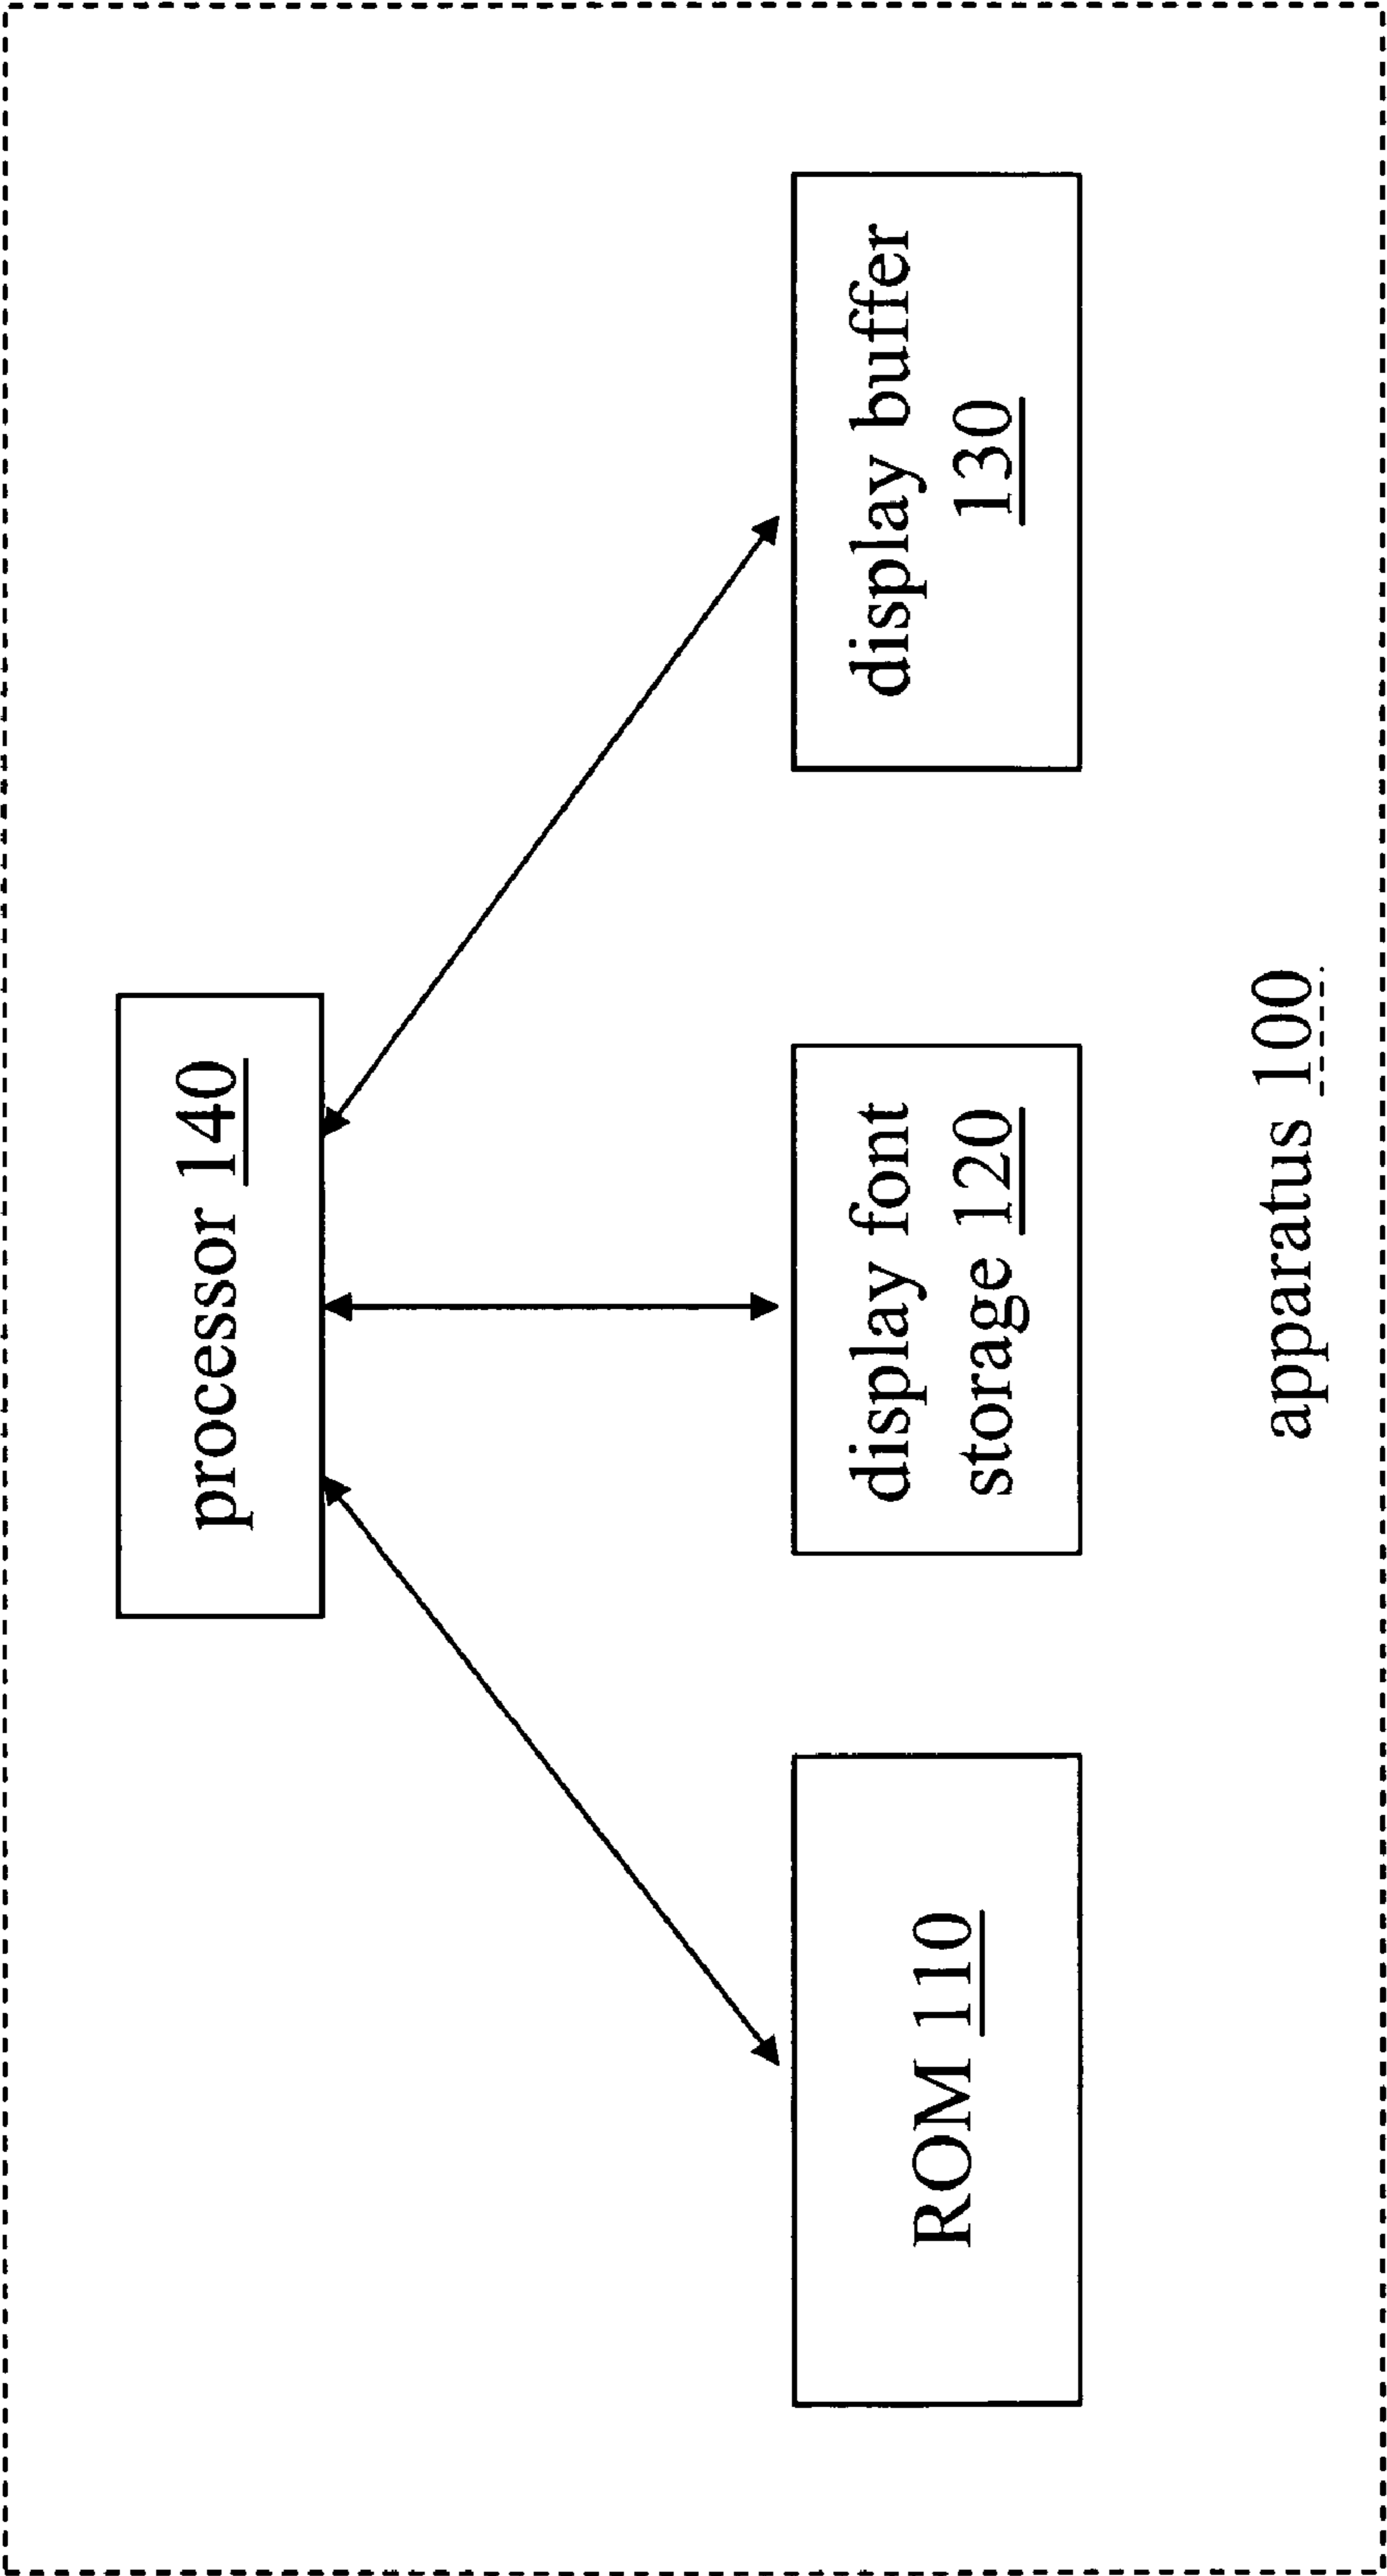 processor 140
ROM 110
display font
storage 120
display buffer
130
apparatus 100